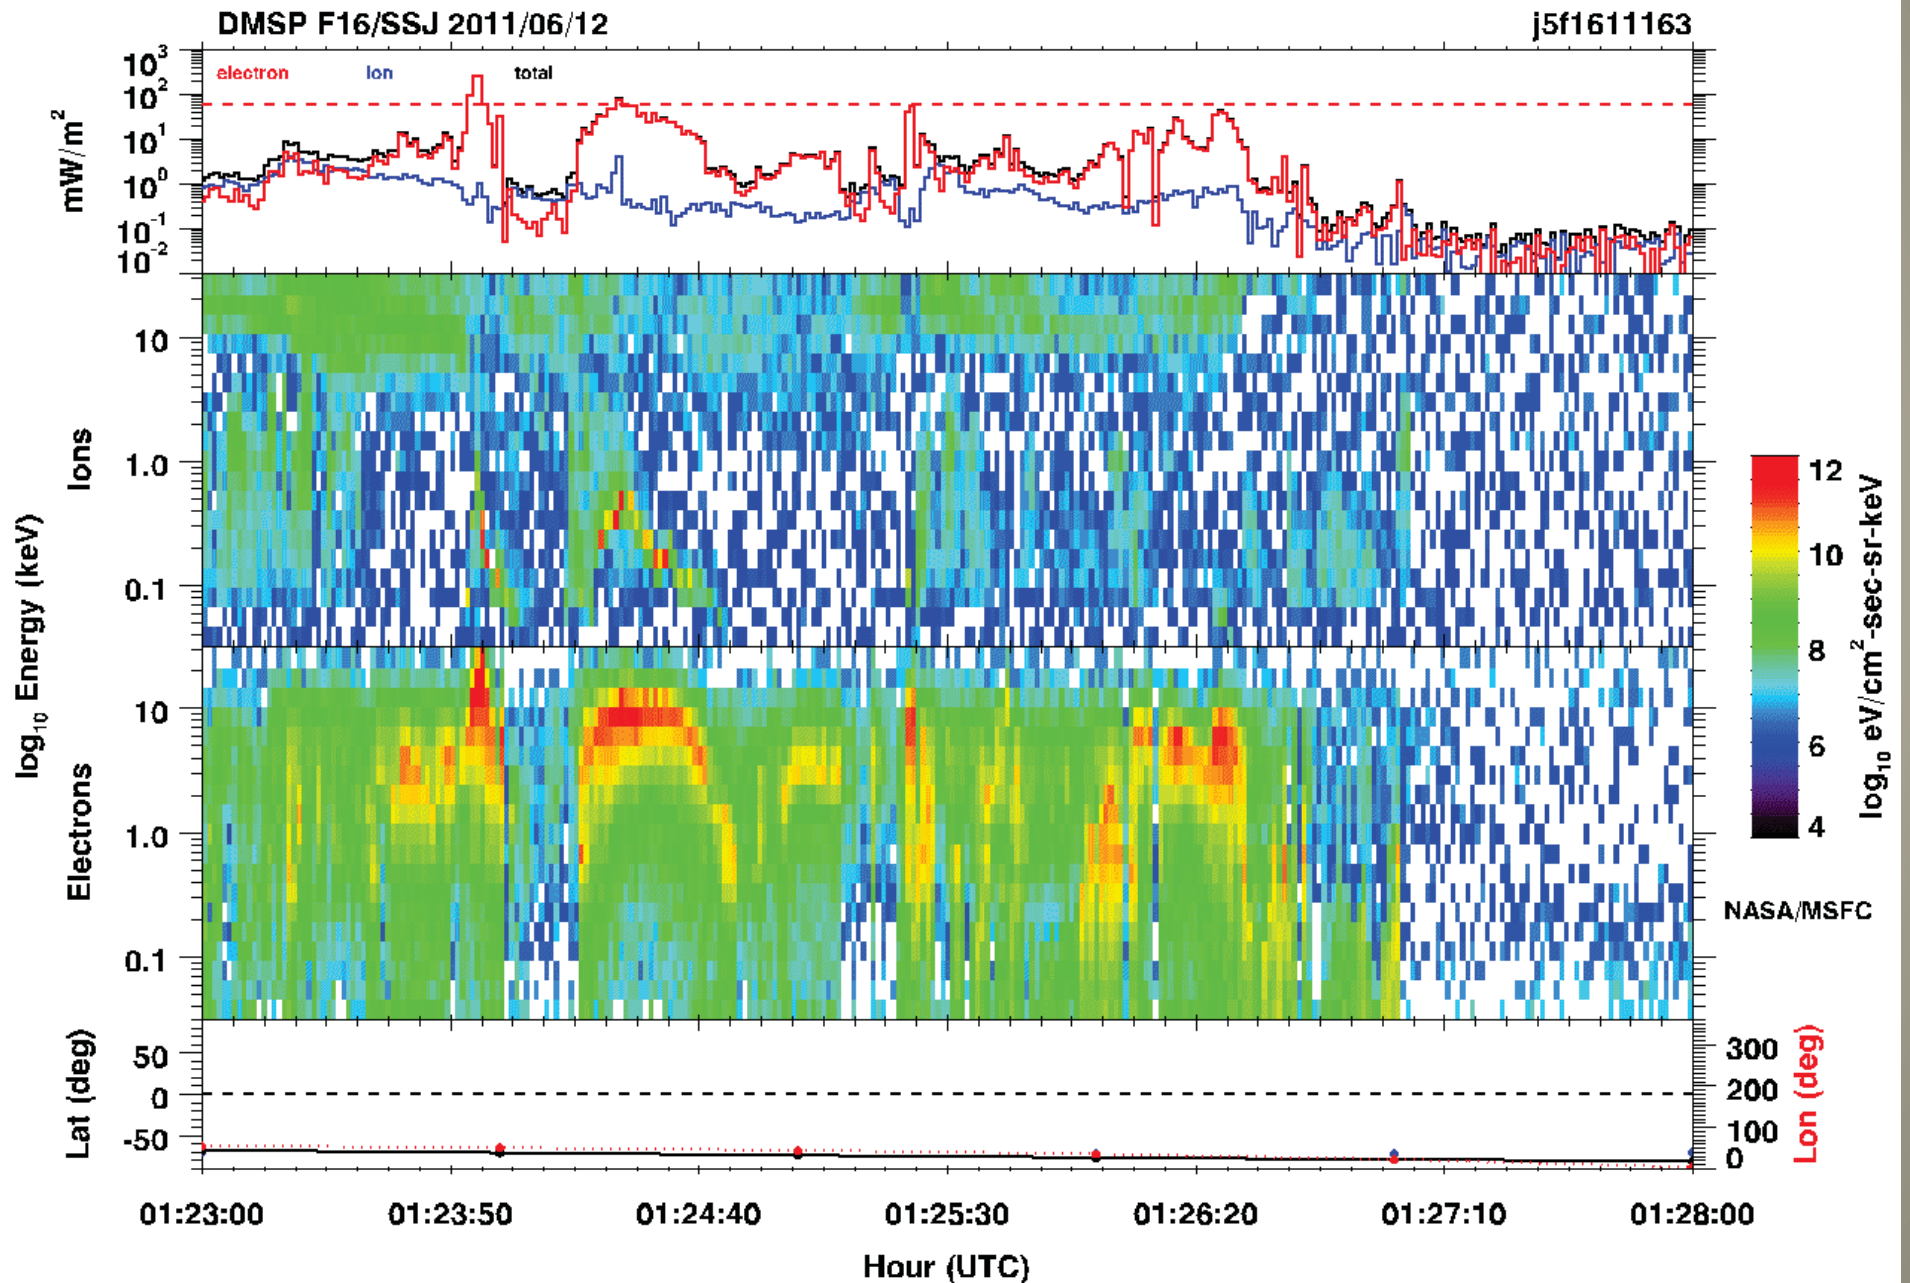 DMSP F16/SSJ 2011/06/12
j5f1611163
electron Ion total
mW/m²
10³
10²
10¹
10⁰
10⁻¹
10⁻²
log₁₀ Energy (keV)
Ions
10
1.0
0.1
Electrons
10
1.0
0.1
12
10
8
6
4
log₁₀ eV/cm²-sec-sr-keV
NASA/MSFC
Lat (deg)
50
0
-50
300
200
100
0
Lon (deg)
01:23:00 01:23:50 01:24:40 01:25:30 01:26:20 01:27:10 01:28:00
Hour (UTC)